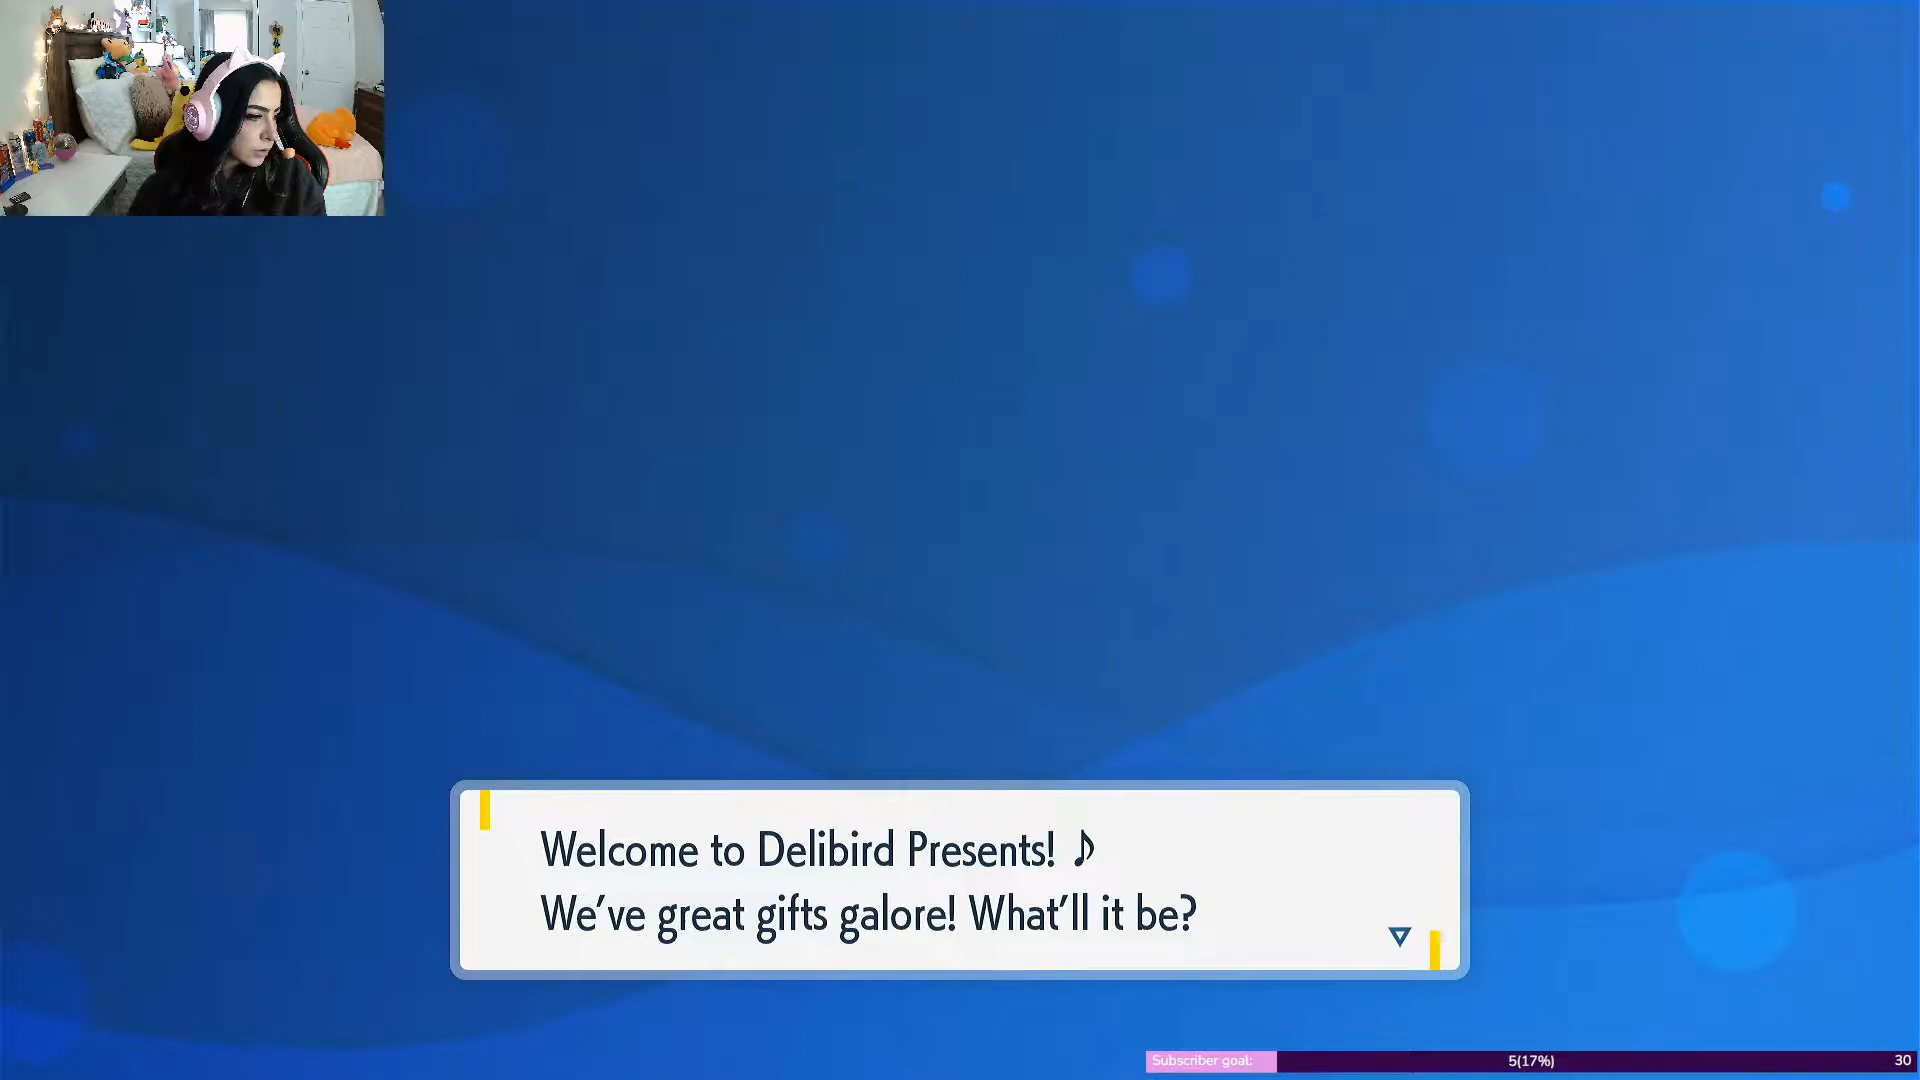 Welcome to Delibird Presents! ♪
We've great gifts galore! What'll it be?
Subscriber goal: 5(17%) 30